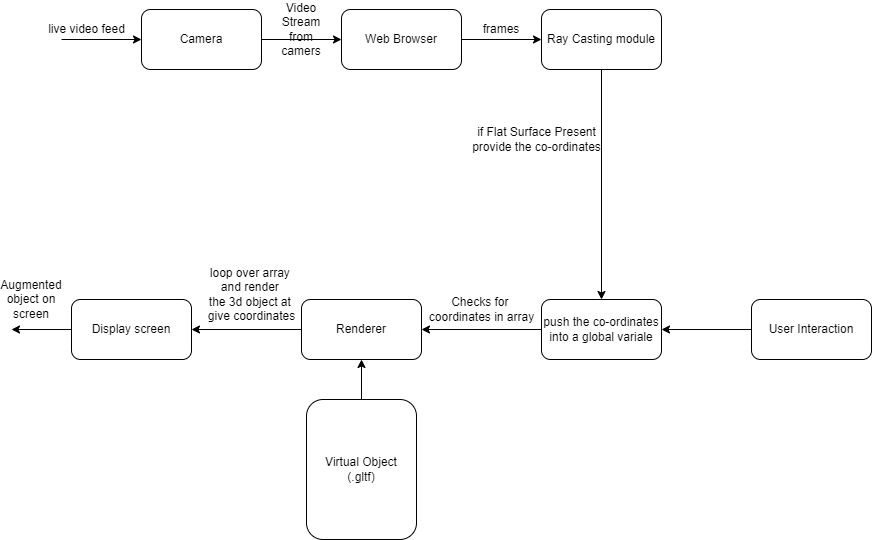 live video feed
Camera
Video
Stream
from
camers
Web Browser
frames
Ray Casting module
if Flat Surface Present
provide the co-ordinates
Augmented
object on
screen
Display screen
loop over array
and render
the 3d object at
give coordinates
Renderer
Checks for
coordinates in array
push the co-ordinates
into a global variale
User Interaction
Virtual Object
(.gltf)